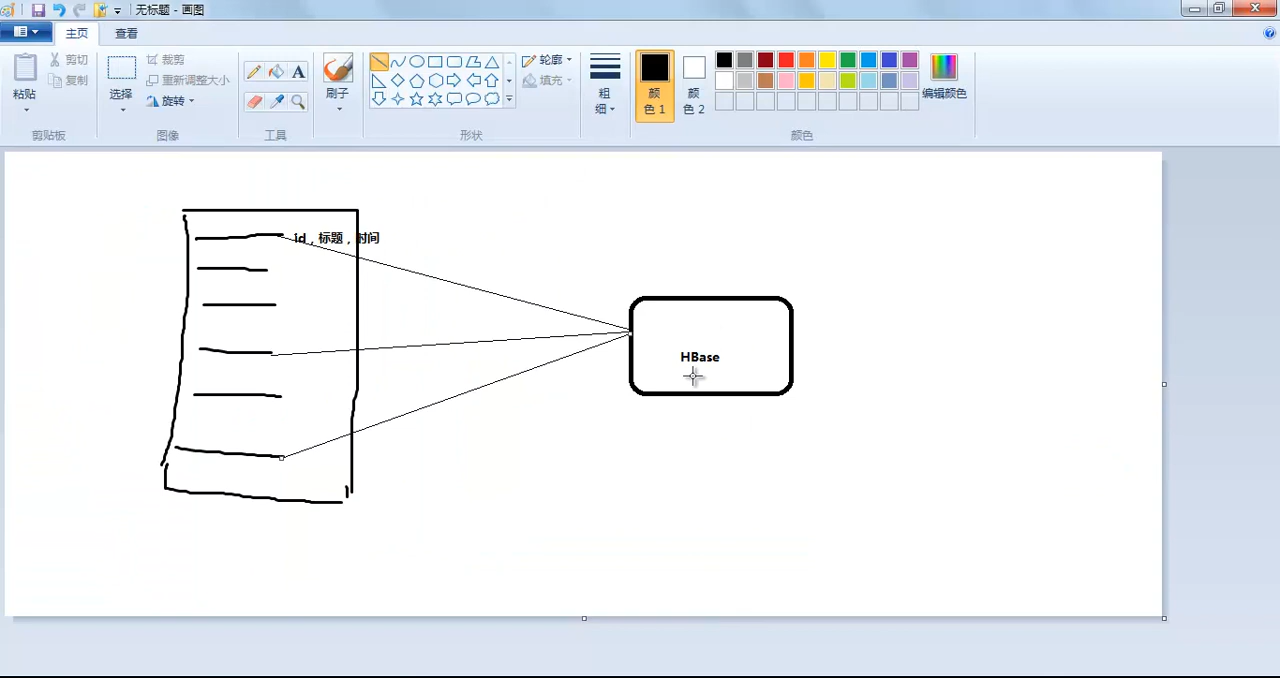 无标题 - 画图
主页
查看
粘贴
剪切
复制
剪贴板
选择
裁剪
重新调整大小
旋转
图像
A
工具
刷子
轮廓
填充
形状
粗
细
颜
色 1
颜
色 2
编辑颜色
颜色
id，标题，时间
HBase